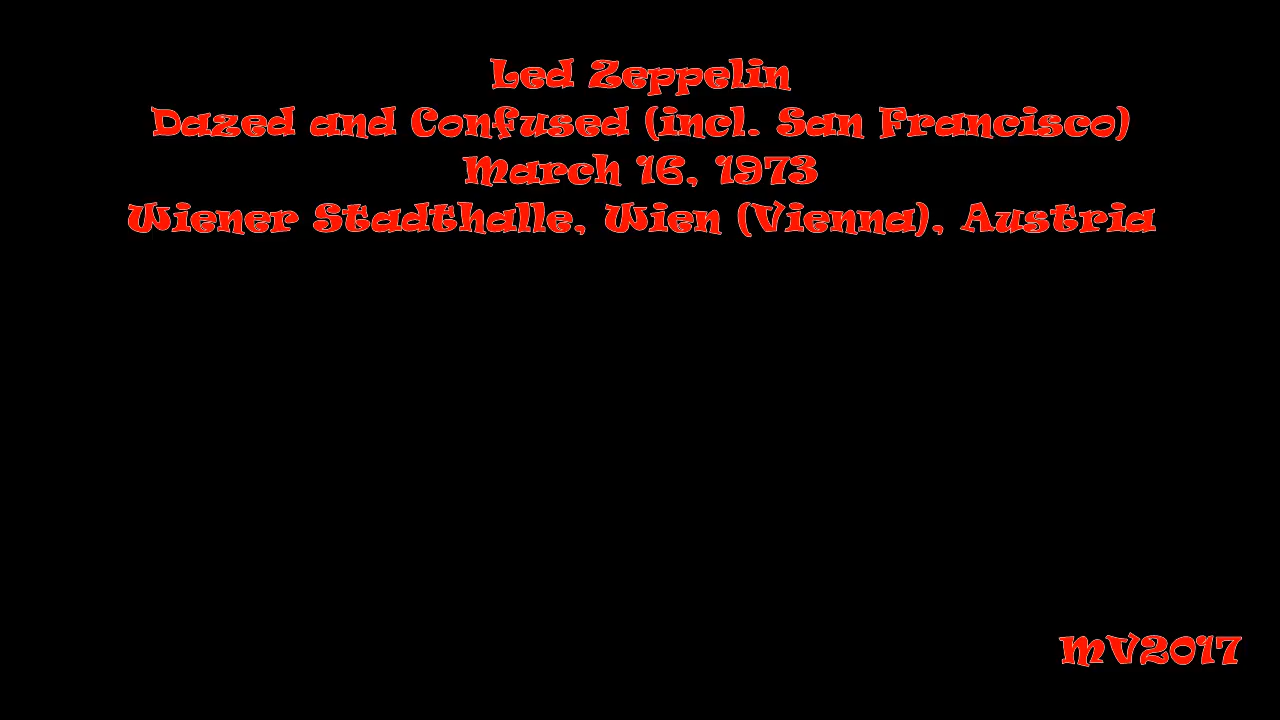 Led Zeppelin
Dazed and Confused (incl. San Francisco)
March 16, 1973
Wiener Stadthalle, Wien (Vienna), Austria
MV2017